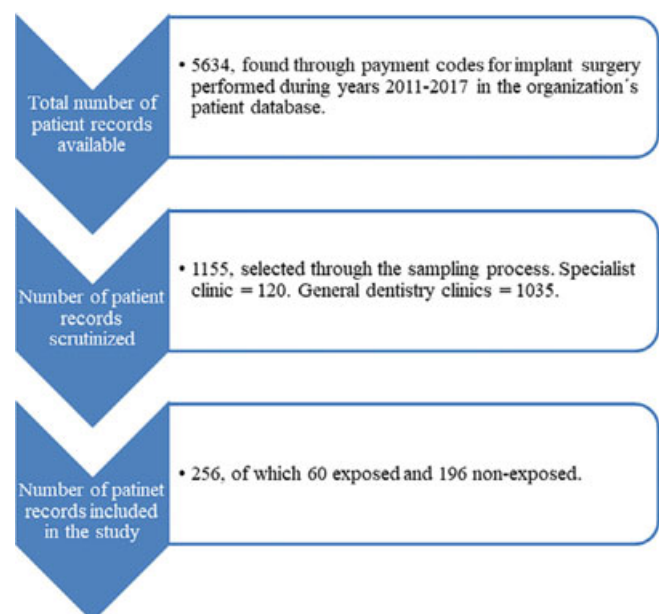 Total number of
patient records
available
• 5634, found through payment codes for implant surgery
performed during years 2011-2017 in the organization´s
patient database.
Number of patient
records
scrutinized
• 1155, selected through the sampling process. Specialist
clinic = 120. General dentistry clinics = 1035.
Number of patinet
records included
in the study
• 256, of which 60 exposed and 196 non-exposed.